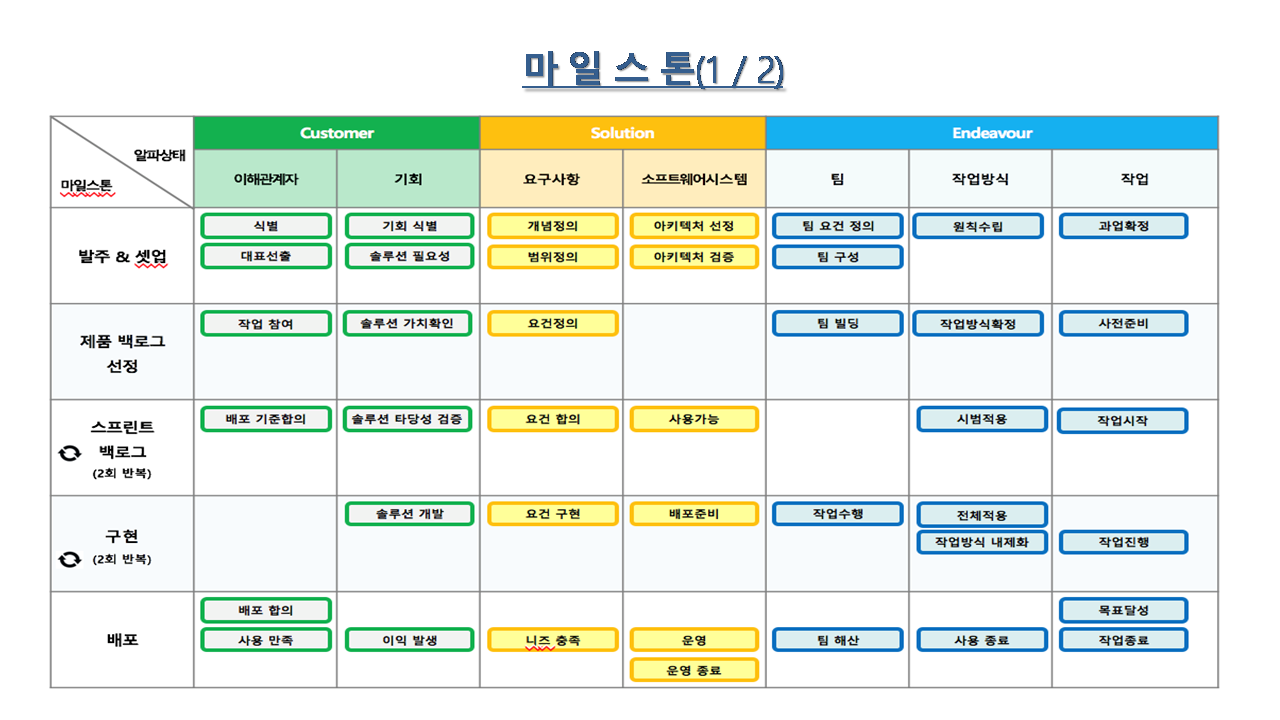 마 일 스 톤(1 / 2)
알파상태
마일스톤
Customer
Solution
Endeavour
이해관계자
기회
요구사항
소프트웨어시스템
팀
작업방식
작업
발주 & 셋업
식별
대표선출
기회 식별
솔루션 필요성
개념정의
범위정의
아키텍처 선정
아키텍처 검증
팀 요건 정의
팀 구성
원칙수립
과업확정
제품 백로그
선정
작업 참여
솔루션 가치확인
요건정의
팀 빌딩
작업방식확정
사전준비
스프린트
백로그
(2회 반복)
배포 기준합의
솔루션 타당성 검증
요건 합의
사용가능
시범적용
작업시작
구현
(2회 반복)
솔루션 개발
요건 구현
배포준비
작업수행
전체적용
작업방식 내제화
작업진행
배포
배포 합의
사용 만족
이익 발생
니즈 충족
운영
운영 종료
팀 해산
사용 종료
목표달성
작업종료